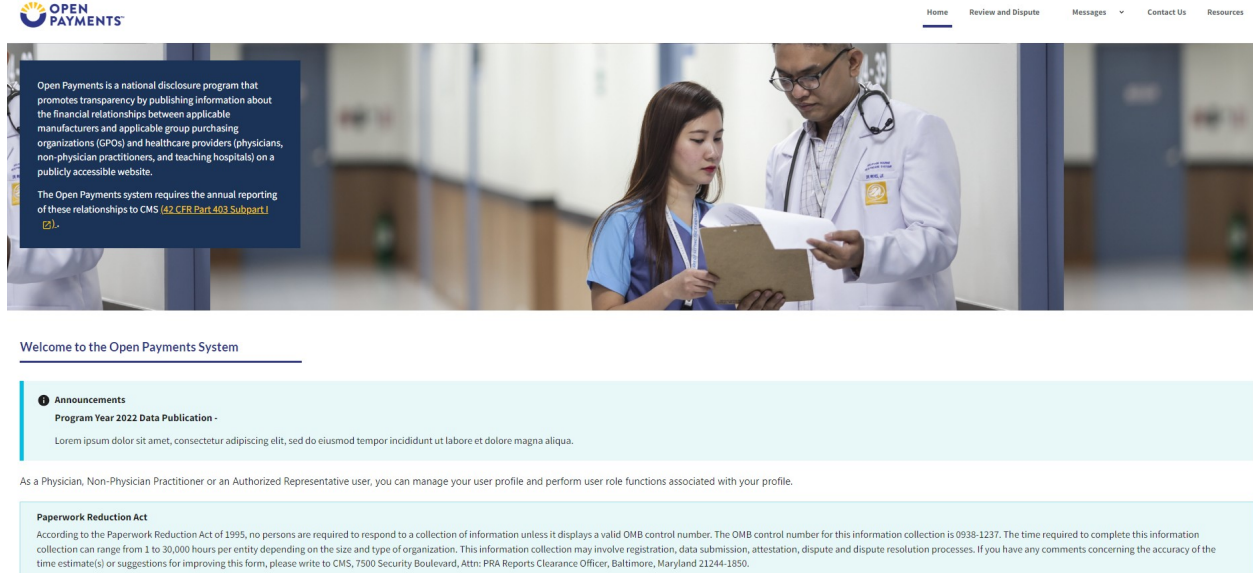 OPEN
PAYMENTS
Home Review and Dispute Messages Contact Us Resources
Open Payments is a national disclosure program that
promotes transparency by publishing information about
the financial relationships between applicable
manufacturers and applicable group purchasing
organizations (GPOs) and healthcare providers (physicians,
non-physician practitioners, and teaching hospitals) on a
publicly accessible website.
The Open Payments system requires the annual reporting
of these relationships to CMS (42 CFR Part 403 Subpart I
).
Welcome to the Open Payments System
Announcements
Program Year 2022 Data Publication -
Lorem ipsum dolor sit amet, consectetur adipiscing elit, sed do eiusmod tempor incididunt ut labore et dolore magna aliqua.
As a Physician, Non-Physician Practitioner or an Authorized Representative user, you can manage your user profile and perform user role functions associated with your profile.
Paperwork Reduction Act
According to the Paperwork Reduction Act of 1995, no persons are required to respond to a collection of information unless it displays a valid OMB control number. The OMB control number for this information collection is 0938-1237. The time required to complete this information
collection can range from 1 to 30,000 hours per entity depending on the size and type of organization. This information collection may involve registration, data submission, attestation, dispute and dispute resolution processes. If you have any comments concerning the accuracy of the
time estimate(s) or suggestions for improving this form, please write to CMS, 7500 Security Boulevard, Attn: PRA Reports Clearance Officer, Baltimore, Maryland 21244-1850.